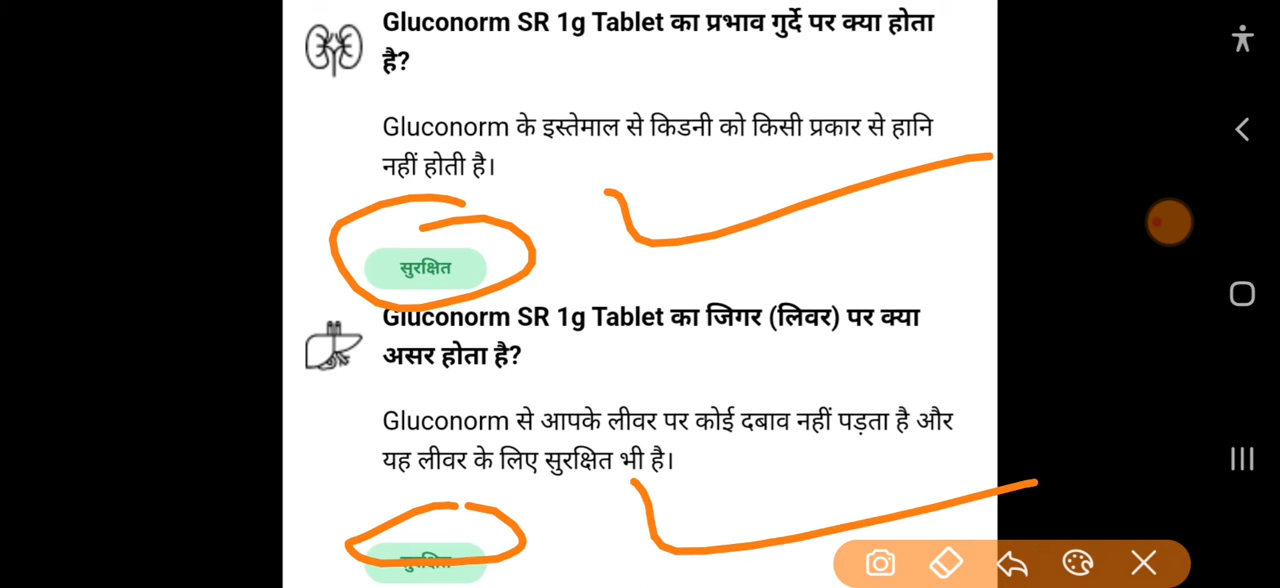 Gluconorm SR 1g Tablet का प्रभाव गुर्दे पर क्या होता
है?
Gluconorm के इस्तेमाल से किडनी को किसी प्रकार से हानि
नहीं होती है।
सुरक्षित
Gluconorm SR 1g Tablet का जिगर (लिवर) पर क्या
असर होता है?
Gluconorm से आपके लीवर पर कोई दबाव नहीं पड़ता है और
यह लीवर के लिए सुरक्षित भी है।
सुरक्षित